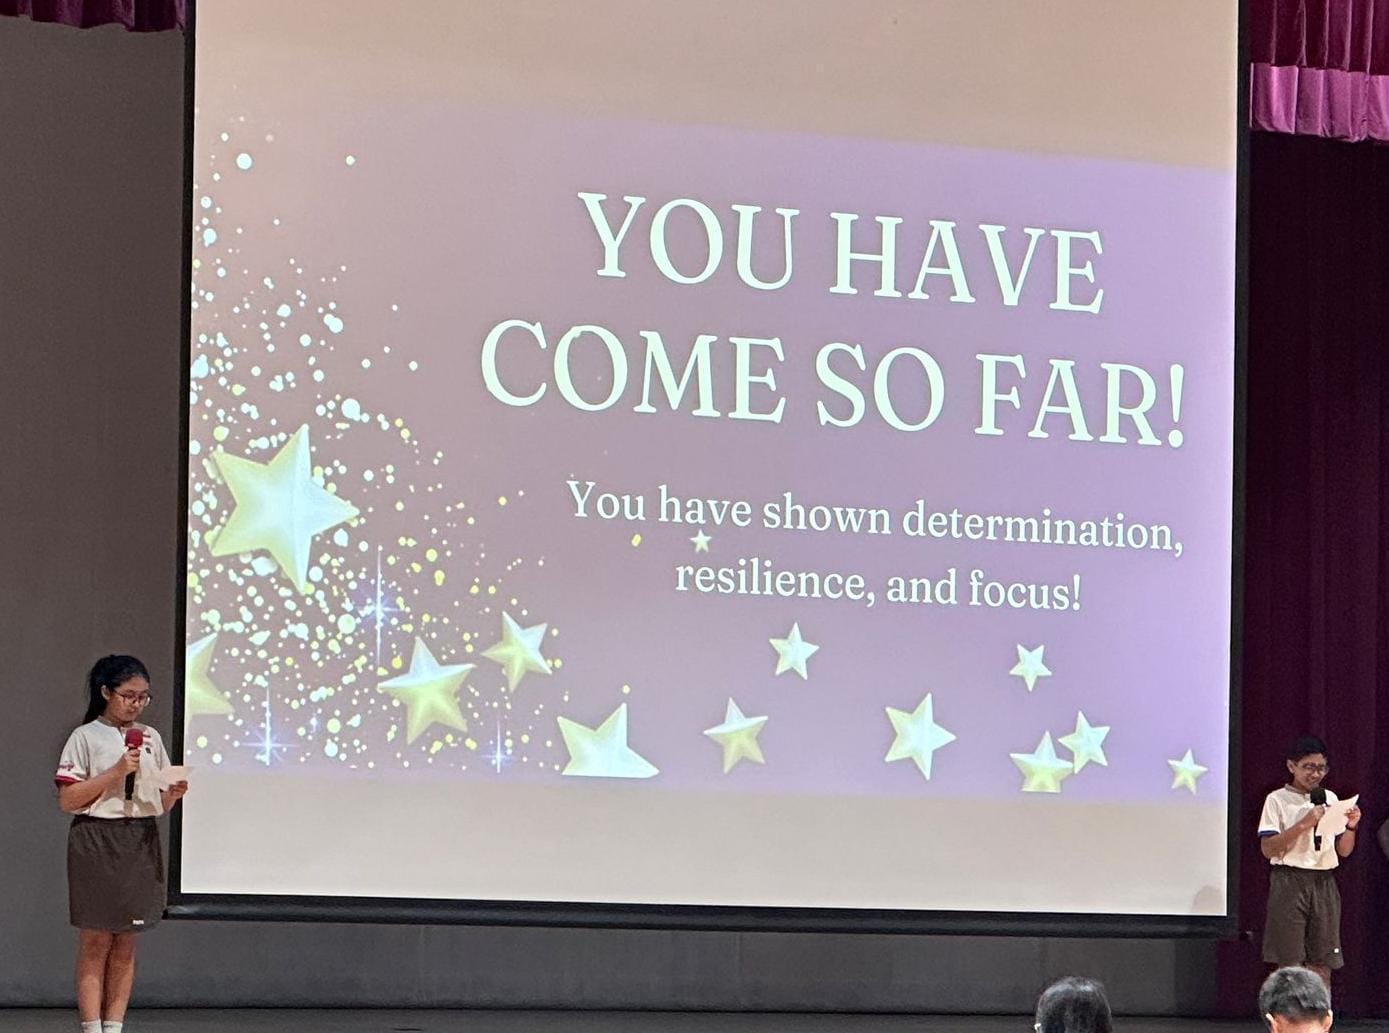 YOU HAVE
COME SO FAR!
You have shown determination,
resilience, and focus!